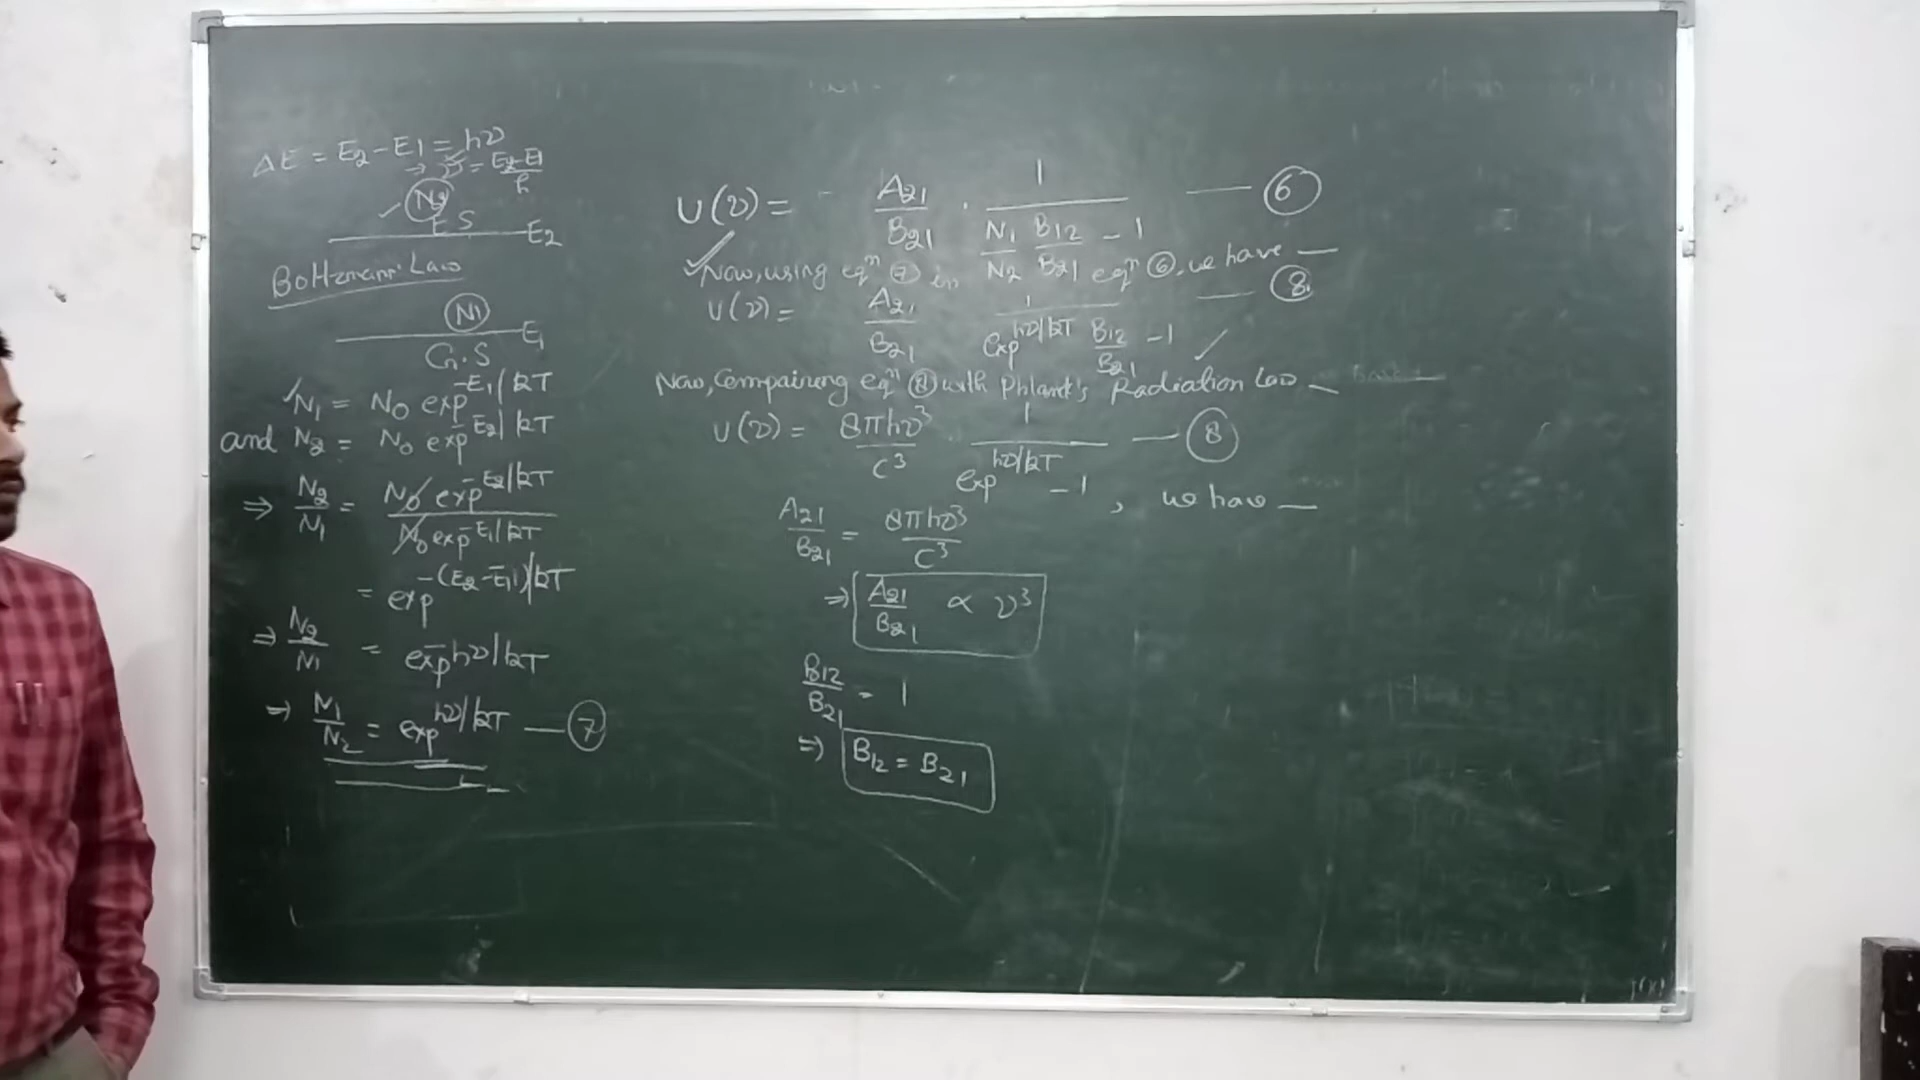 ΔE = E₂ - E₁ = hν
⇒ ν = E₂-E₁/h
N₂
E S E₂
Boltzmann Law
N₁
E₁
G.S
N₁ = N₀ exp^-E₁/kT
and N₂ = N₀ exp^-E₂/kT
⇒ N₂/N₁ = N₀ exp^-E₂/kT / N₀ exp^-E₁/kT
= exp^-(E₂-E₁)/kT
⇒ N₂/N₁ = exp^-hν/kT
⇒ N₁/N₂ = exp^hν/kT — ⑦
U(ν) = A₂₁/B₂₁ · 1/(N₁/N₂ B₁₂/B₂₁ - 1) — ⑥
Now, using eqⁿ ⑦ in eqⁿ ⑥, we have —
U(ν) = A₂₁/B₂₁ 1/(exp^hν/kT B₁₂/B₂₁ - 1) — ⑧
Now, Compairing eqⁿ ⑧ with Phlank's Radiation Law —
U(ν) = 8πhν³/C³ · 1/(exp^hν/kT - 1) — ⑧
, we have —
A₂₁/B₂₁ = 8πhν³/C³
⇒ A₂₁/B₂₁ ∝ ν³
B₁₂/B₂₁ = 1
⇒ B₁₂ = B₂₁